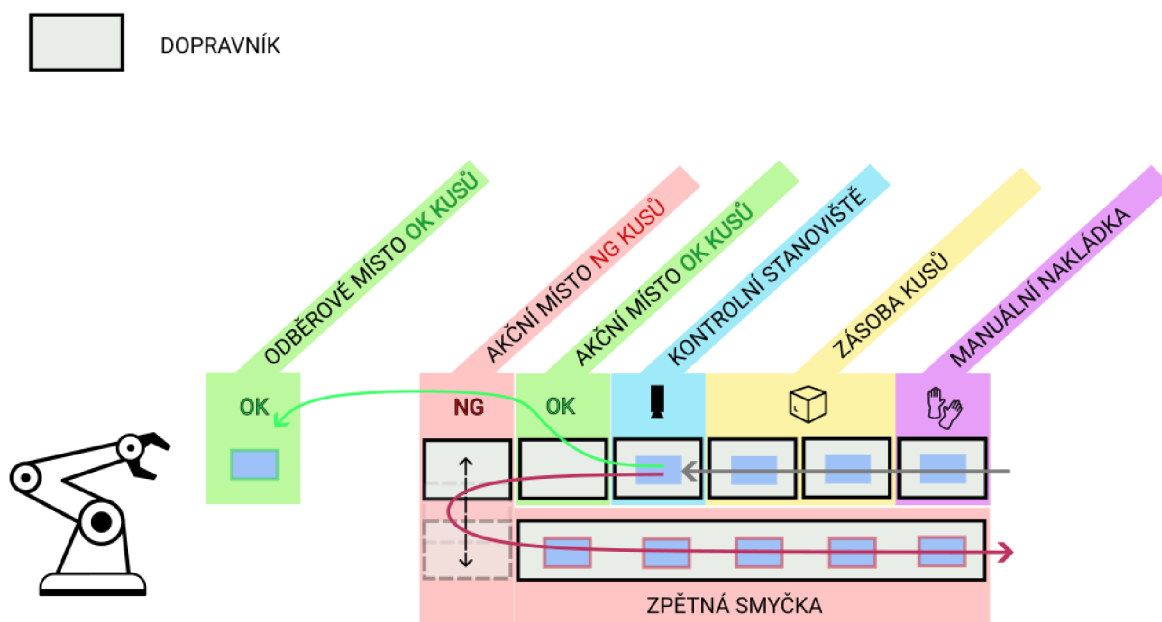 DOPRAVNÍK
ODBĚROVÉ MÍSTO OK KUSŮ
AKČNÍ MÍSTO NG KUSŮ
AKČNÍ MÍSTO OK KUSŮ
KONTROLNÍ STANOVIŠTĚ
ZÁSOBA KUSŮ
MANUÁLNÍ NAKLÁDKA
OK
NG
OK
ZPĚTNÁ SMYČKA